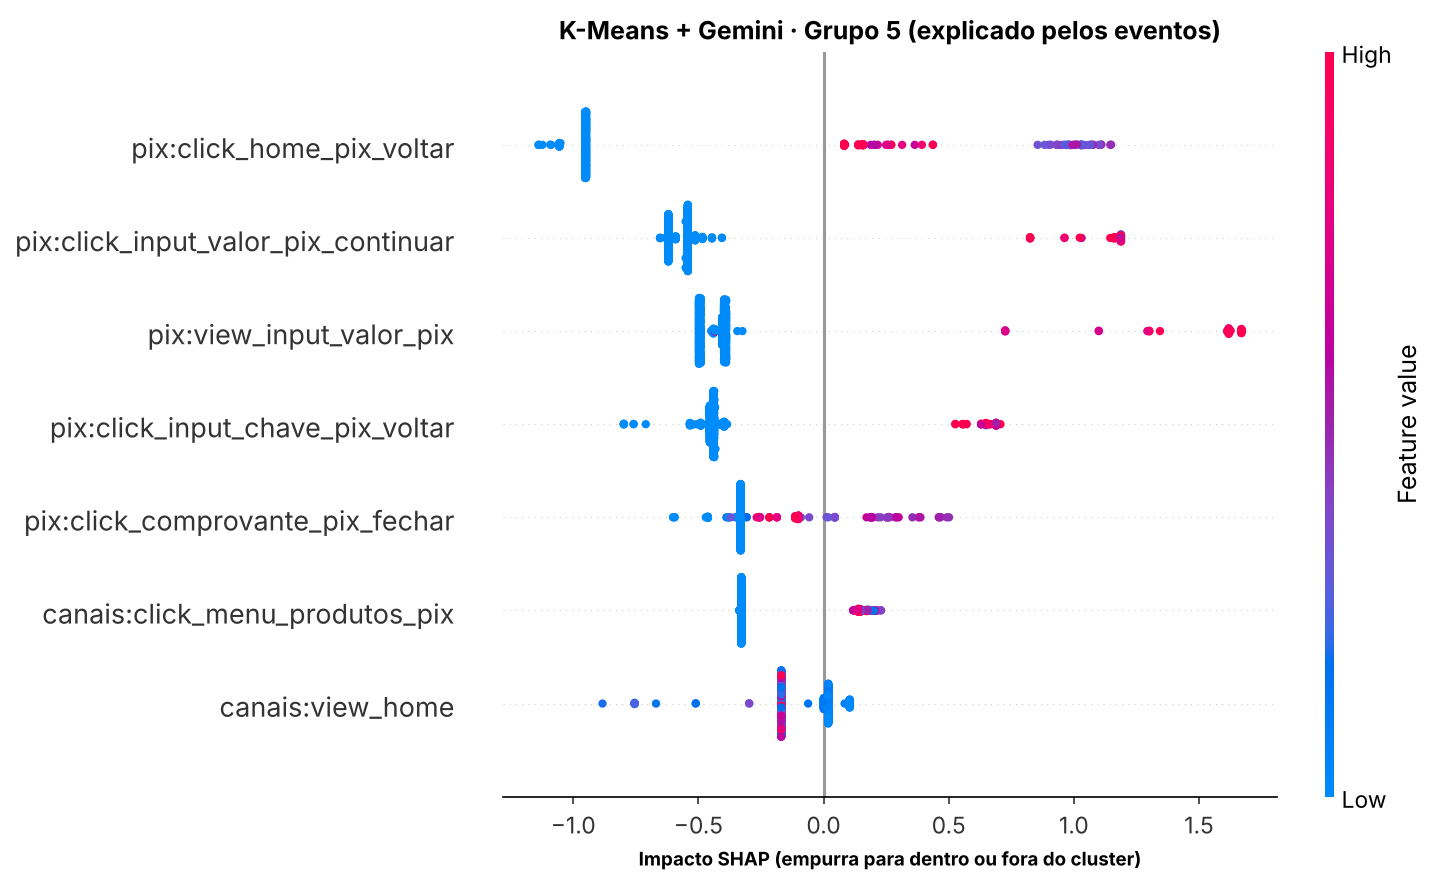 K-Means + Gemini · Grupo 5 (explicado pelos eventos)
High
pix:click_home_pix_voltar
pix:click_input_valor_pix_continuar
pix:view_input_valor_pix
pix:click_input_chave_pix_voltar
pix:click_comprovante_pix_fechar
canais:click_menu_produtos_pix
canais:view_home
Feature value
Low
−1.0 −0.5 0.0 0.5 1.0 1.5
Impacto SHAP (empurra para dentro ou fora do cluster)